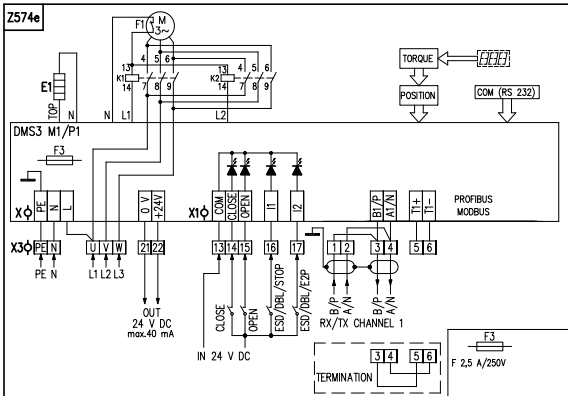 Z574e
F1
M
3~
13 4 5 6
K1
14 7 8 9
13 4 5 6
K2
14 7 8 9
E1
TOP
N
N
L1
L2
TORQUE
POSITION
COM (RS 232)
DMS3 M1/P1
F3
X
PE
N
L
0 V
+24V
X1
COM
CLOSE
OPEN
I1
I2
B1/P
A1/N
T1+
T1-
PROFIBUS
MODBUS
X3
PE N
U V W
21 22
13 14 15
16
17
1 2
3 4
5 6
PE N
L1 L2 L3
OUT
24 V DC
max.40 mA
CLOSE
OPEN
ESD/DBL/STOP
ESD/DBL/E2P
IN 24 V DC
B/P
A/N
B/P
A/N
RX/TX CHANNEL 1
TERMINATION
3 4
5 6
F3
F 2,5 A/250V